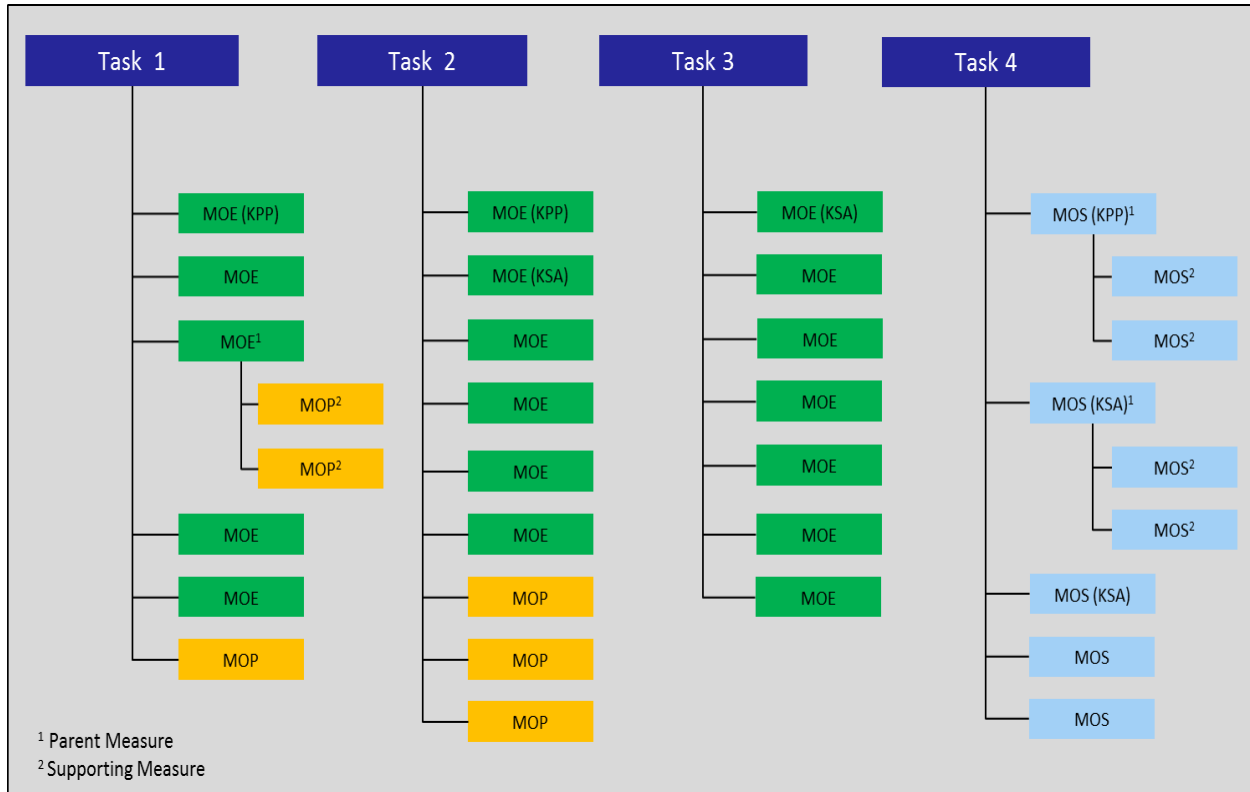 Task 1
MOE (KPP)
MOE
MOE¹
MOP²
MOP²
MOE
MOE
MOP
Task 2
MOE (KPP)
MOE (KSA)
MOE
MOE
MOE
MOE
MOP
MOP
MOP
Task 3
MOE (KSA)
MOE
MOE
MOE
MOE
MOE
MOE
Task 4
MOS (KPP)¹
MOS²
MOS²
MOS (KSA)¹
MOS²
MOS²
MOS (KSA)
MOS
MOS
¹ Parent Measure
² Supporting Measure